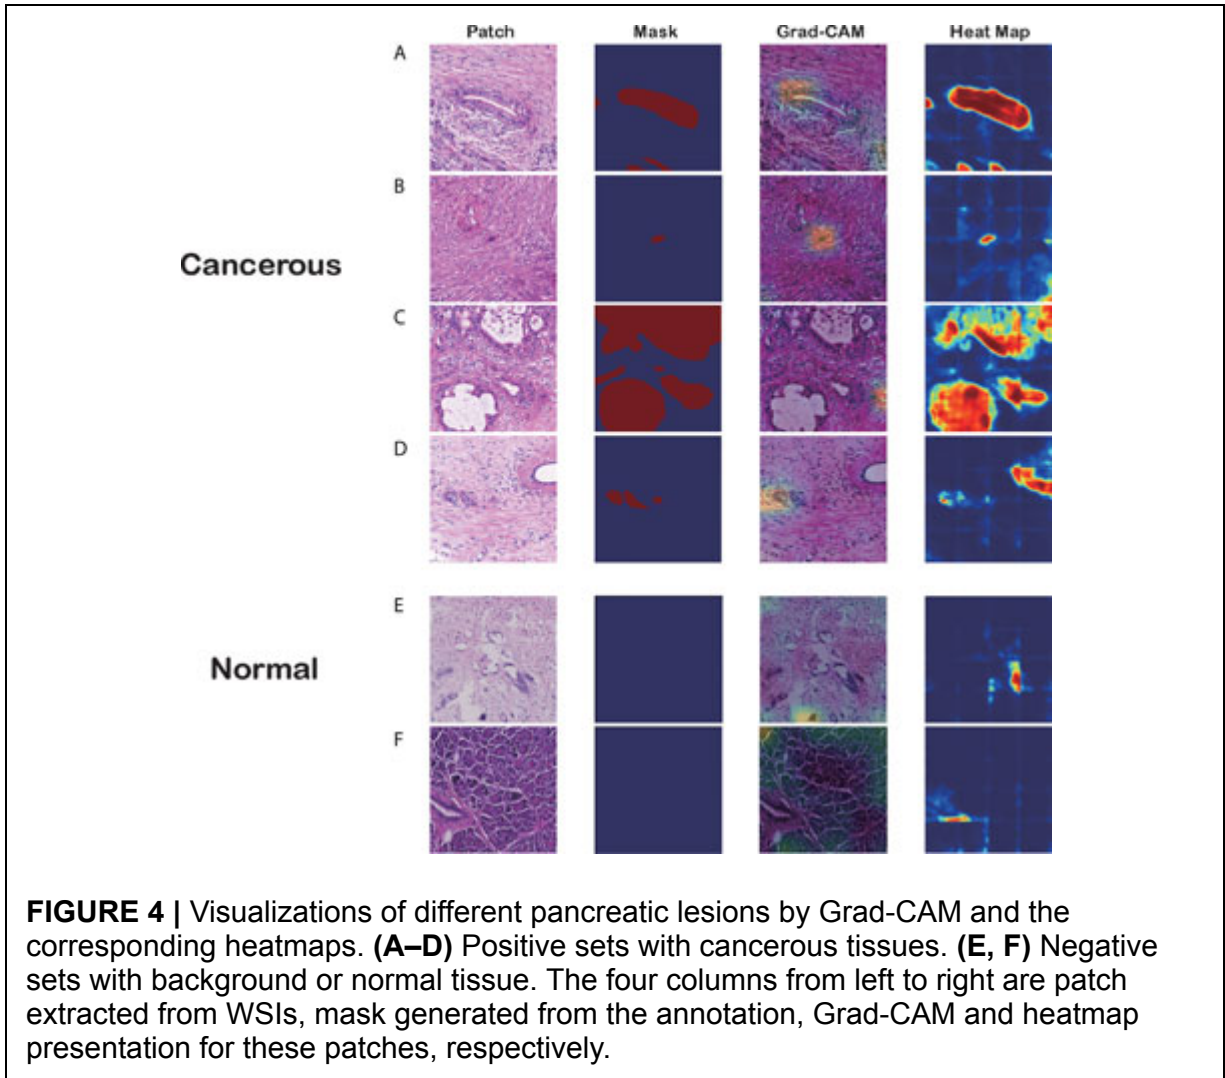 Patch Mask Grad-CAM Heat Map
A
B
Cancerous
C
D
E
Normal
F
FIGURE 4 | Visualizations of different pancreatic lesions by Grad-CAM and the
corresponding heatmaps. (A–D) Positive sets with cancerous tissues. (E, F) Negative
sets with background or normal tissue. The four columns from left to right are patch
extracted from WSIs, mask generated from the annotation, Grad-CAM and heatmap
presentation for these patches, respectively.